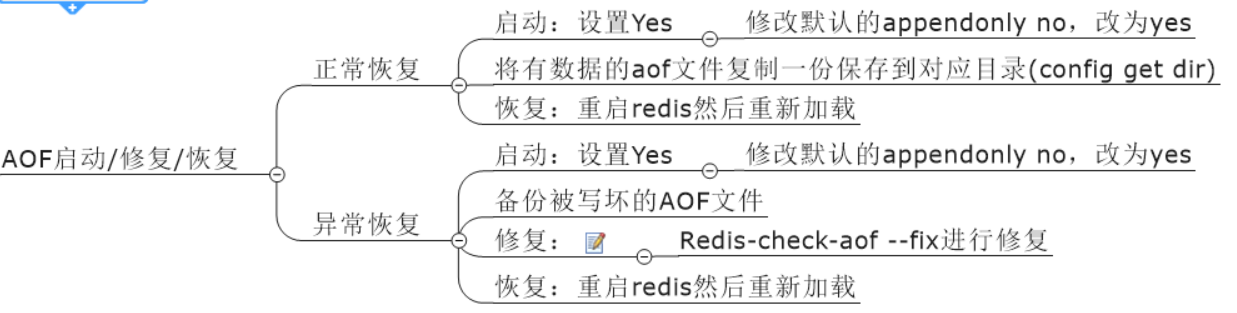 AOF启动/修复/恢复
正常恢复
启动：设置Yes
修改默认的appendonly no，改为yes
将有数据的aof文件复制一份保存到对应目录(config get dir)
恢复：重启redis然后重新加载
异常恢复
启动：设置Yes
修改默认的appendonly no，改为yes
备份被写坏的AOF文件
修复：
Redis-check-aof --fix进行修复
恢复：重启redis然后重新加载